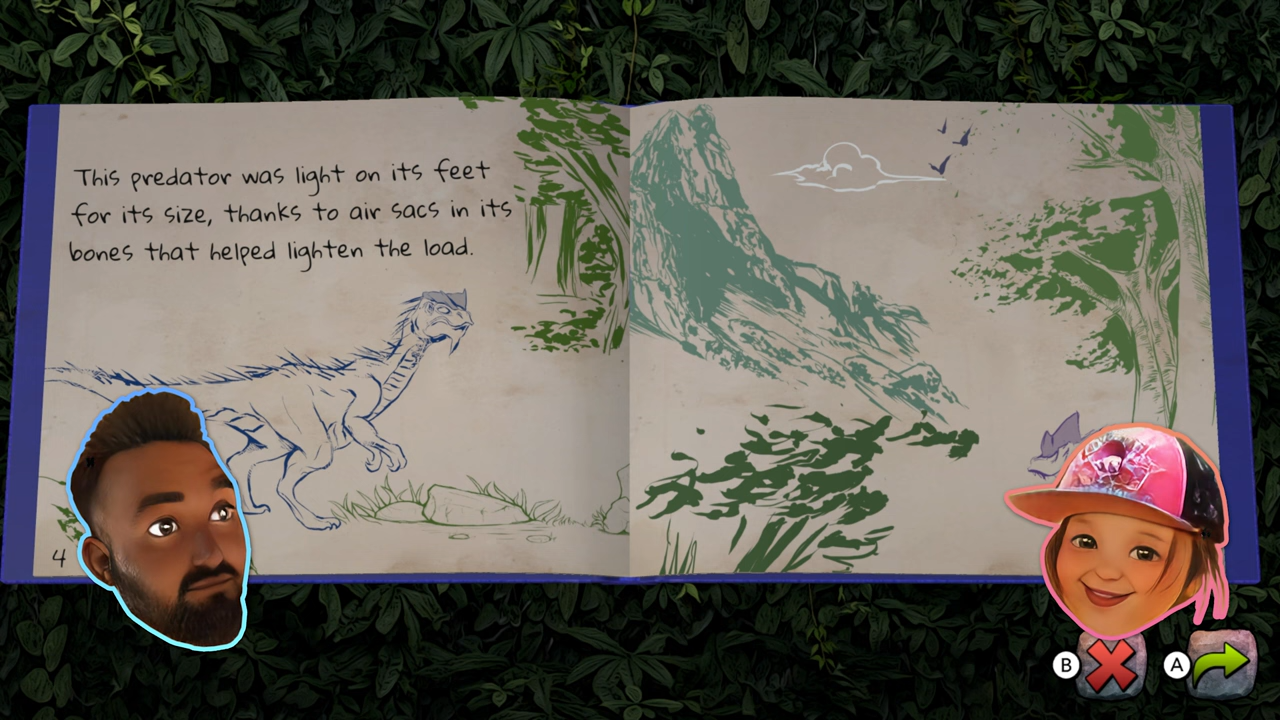 This predator was light on its feet
for its size, thanks to air sacs in its
bones that helped lighten the load.
4
B
A